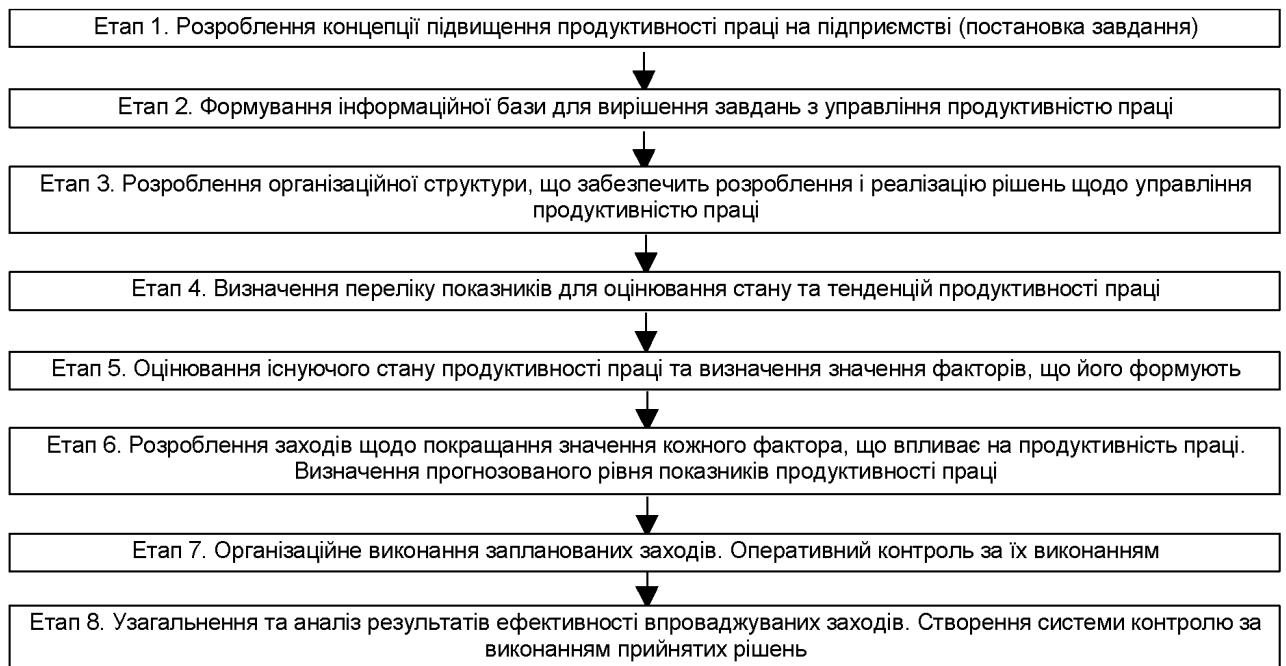 Етап 1. Розроблення концепції підвищення продуктивності праці на підприємстві (постановка завдання)
Етап 2. Формування інформаційної бази для вирішення завдань з управління продуктивністю праці
Етап 3. Розроблення організаційної структури, що забезпечить розроблення і реалізацію рішень щодо управління
продуктивністю праці
Етап 4. Визначення переліку показників для оцінювання стану та тенденцій продуктивності праці
Етап 5. Оцінювання існуючого стану продуктивності праці та визначення значення факторів, що його формують
Етап 6. Розроблення заходів щодо покращання значення кожного фактора, що впливає на продуктивність праці.
Визначення прогнозованого рівня показників продуктивності праці
Етап 7. Організаційне виконання запланованих заходів. Оперативний контроль за їх виконанням
Етап 8. Узагальнення та аналіз результатів ефективності впроваджуваних заходів. Створення системи контролю за
виконанням прийнятих рішень